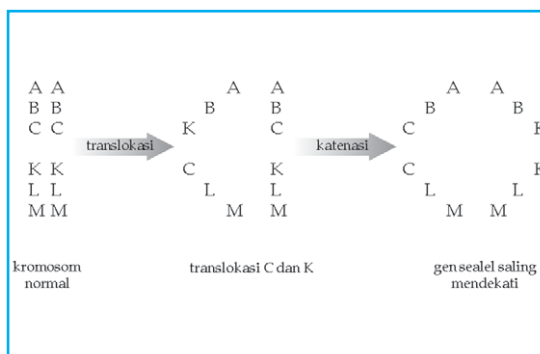 A A A A A A
B B B B B B
C C K C C K
translokasi katenasi
K K C K C K
L L L L L L
M M M M M M
kromosom normal
translokasi C dan K
gen sealel saling mendekati